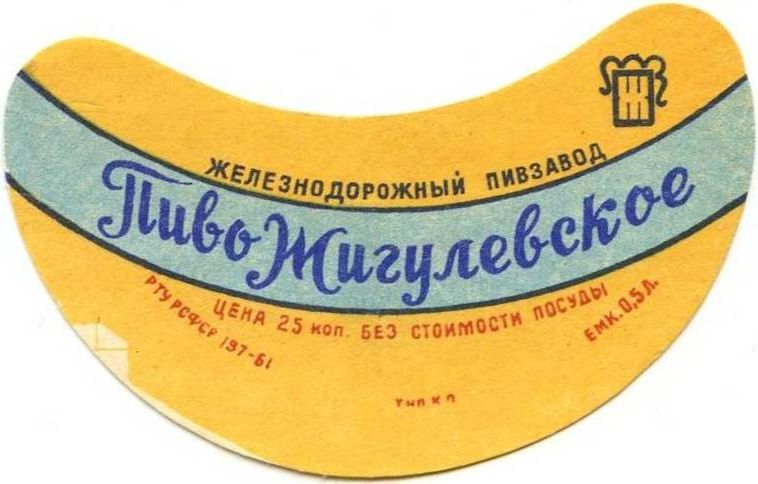 Ж
ЖЕЛЕЗНОДОРОЖНЫЙ ПИВЗАВОД
Пиво Жигулевское
ЦЕНА 25 КОП. БЕЗ СТОИМОСТИ ПОСУДЫ
РТУ РСФСР 197-61
ЕМК. 0,5 Л.